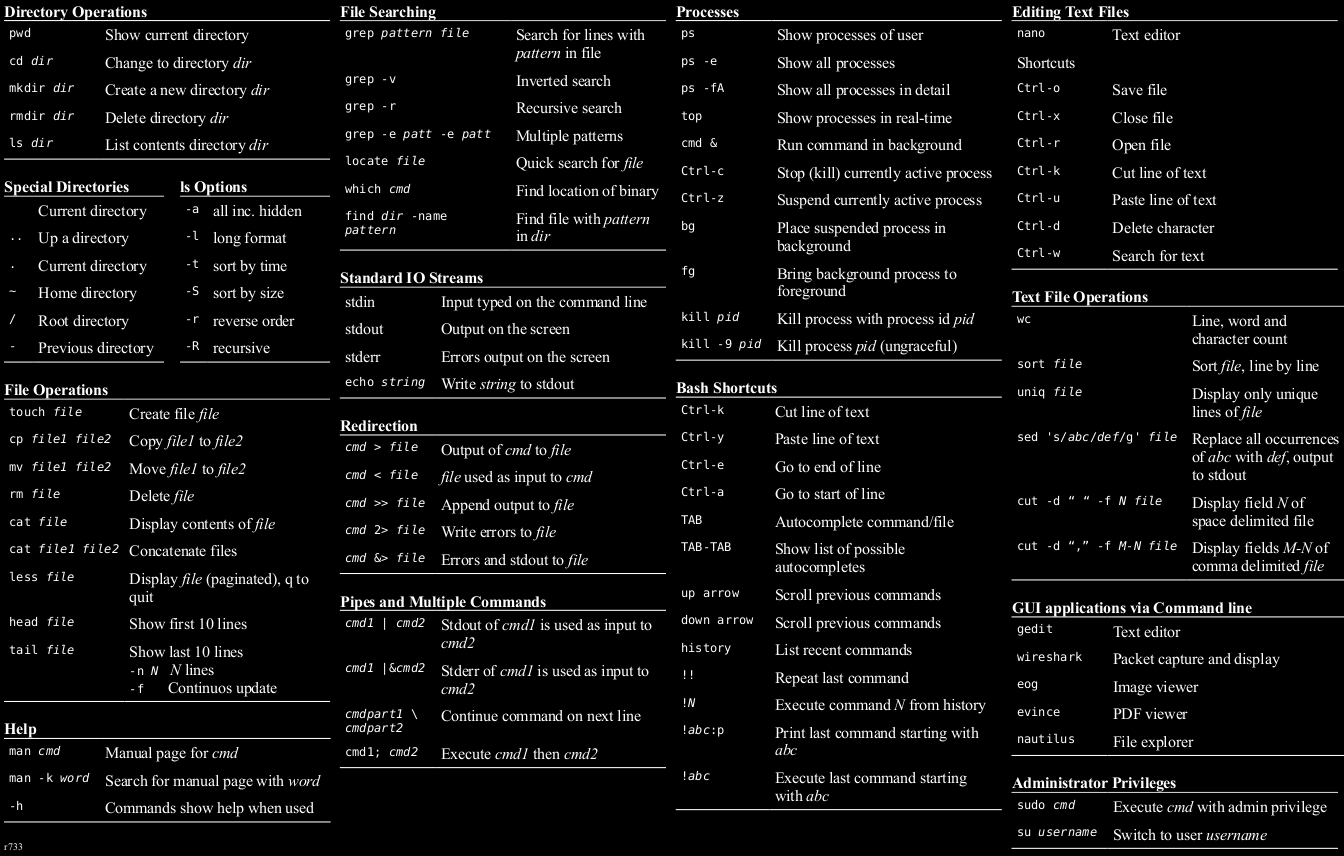 Directory Operations
pwd Show current directory
cd dir Change to directory dir
mkdir dir Create a new directory dir
rmdir dir Delete directory dir
ls dir List contents directory dir
Special Directories
Current directory
.. Up a directory
. Current directory
~ Home directory
/ Root directory
- Previous directory
ls Options
-a all inc. hidden
-l long format
-t sort by time
-S sort by size
-r reverse order
-R recursive
File Operations
touch file Create file file
cp file1 file2 Copy file1 to file2
mv file1 file2 Move file1 to file2
rm file Delete file
cat file Display contents of file
cat file1 file2 Concatenate files
less file Display file (paginated), q to
quit
head file Show first 10 lines
tail file Show last 10 lines
-n N N lines
-f Continuos update
Help
man cmd Manual page for cmd
man -k word Search for manual page with word
-h Commands show help when used
r733
File Searching
grep pattern file Search for lines with
pattern in file
grep -v Inverted search
grep -r Recursive search
grep -e patt -e patt Multiple patterns
locate file Quick search for file
which cmd Find location of binary
find dir -name Find file with pattern
pattern in dir
Standard IO Streams
stdin Input typed on the command line
stdout Output on the screen
stderr Errors output on the screen
echo string Write string to stdout
Redirection
cmd > file Output of cmd to file
cmd < file file used as input to cmd
cmd >> file Append output to file
cmd 2> file Write errors to file
cmd &> file Errors and stdout to file
Pipes and Multiple Commands
cmd1 | cmd2 Stdout of cmd1 is used as input to
cmd2
cmd1 |&cmd2 Stderr of cmd1 is used as input to
cmd2
cmdpart1 \ Continue command on next line
cmdpart2
cmd1; cmd2 Execute cmd1 then cmd2
Processes
ps Show processes of user
ps -e Show all processes
ps -fA Show all processes in detail
top Show processes in real-time
cmd & Run command in background
Ctrl-c Stop (kill) currently active process
Ctrl-z Suspend currently active process
bg Place suspended process in
background
fg Bring background process to
foreground
kill pid Kill process with process id pid
kill -9 pid Kill process pid (ungraceful)
Bash Shortcuts
Ctrl-k Cut line of text
Ctrl-y Paste line of text
Ctrl-e Go to end of line
Ctrl-a Go to start of line
TAB Autocomplete command/file
TAB-TAB Show list of possible
autocompletes
up arrow Scroll previous commands
down arrow Scroll previous commands
history List recent commands
!! Repeat last command
!N Execute command N from history
!abc:p Print last command starting with
abc
!abc Execute last command starting
with abc
Editing Text Files
nano Text editor
Shortcuts
Ctrl-o Save file
Ctrl-x Close file
Ctrl-r Open file
Ctrl-k Cut line of text
Ctrl-u Paste line of text
Ctrl-d Delete character
Ctrl-w Search for text
Text File Operations
wc Line, word and
character count
sort file Sort file, line by line
uniq file Display only unique
lines of file
sed 's/abc/def/g' file Replace all occurrences
of abc with def, output
to stdout
cut -d “ “ -f N file Display field N of
space delimited file
cut -d “,” -f M-N file Display fields M-N of
comma delimited file
GUI applications via Command line
gedit Text editor
wireshark Packet capture and display
eog Image viewer
evince PDF viewer
nautilus File explorer
Administrator Privileges
sudo cmd Execute cmd with admin privilege
su username Switch to user username